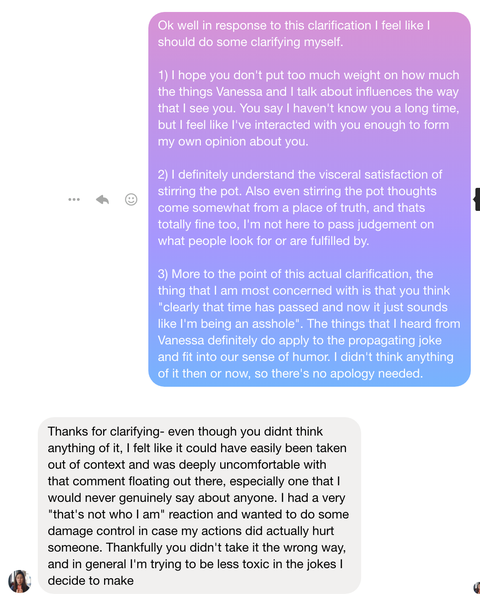 Ok well in response to this clarification I feel like I
should do some clarifying myself.
1) I hope you don't put too much weight on how much
the things Vanessa and I talk about influences the way
that I see you. You say I haven't know you a long time,
but I feel like I've interacted with you enough to form
my own opinion about you.
2) I definitely understand the visceral satisfaction of
stirring the pot. Also even stirring the pot thoughts
come somewhat from a place of truth, and thats
totally fine too, I'm not here to pass judgement on
what people look for or are fulfilled by.
3) More to the point of this actual clarification, the
thing that I am most concerned with is that you think
"clearly that time has passed and now it just sounds
like I'm being an asshole". The things that I heard from
Vanessa definitely do apply to the propagating joke
and fit into our sense of humor. I didn't think anything
of it then or now, so there's no apology needed.
Thanks for clarifying- even though you didnt think
anything of it, I felt like it could have easily been taken
out of context and was deeply uncomfortable with
that comment floating out there, especially one that I
would never genuinely say about anyone. I had a very
"that's not who I am" reaction and wanted to do some
damage control in case my actions did actually hurt
someone. Thankfully you didn't take it the wrong way,
and in general I'm trying to be less toxic in the jokes I
decide to make